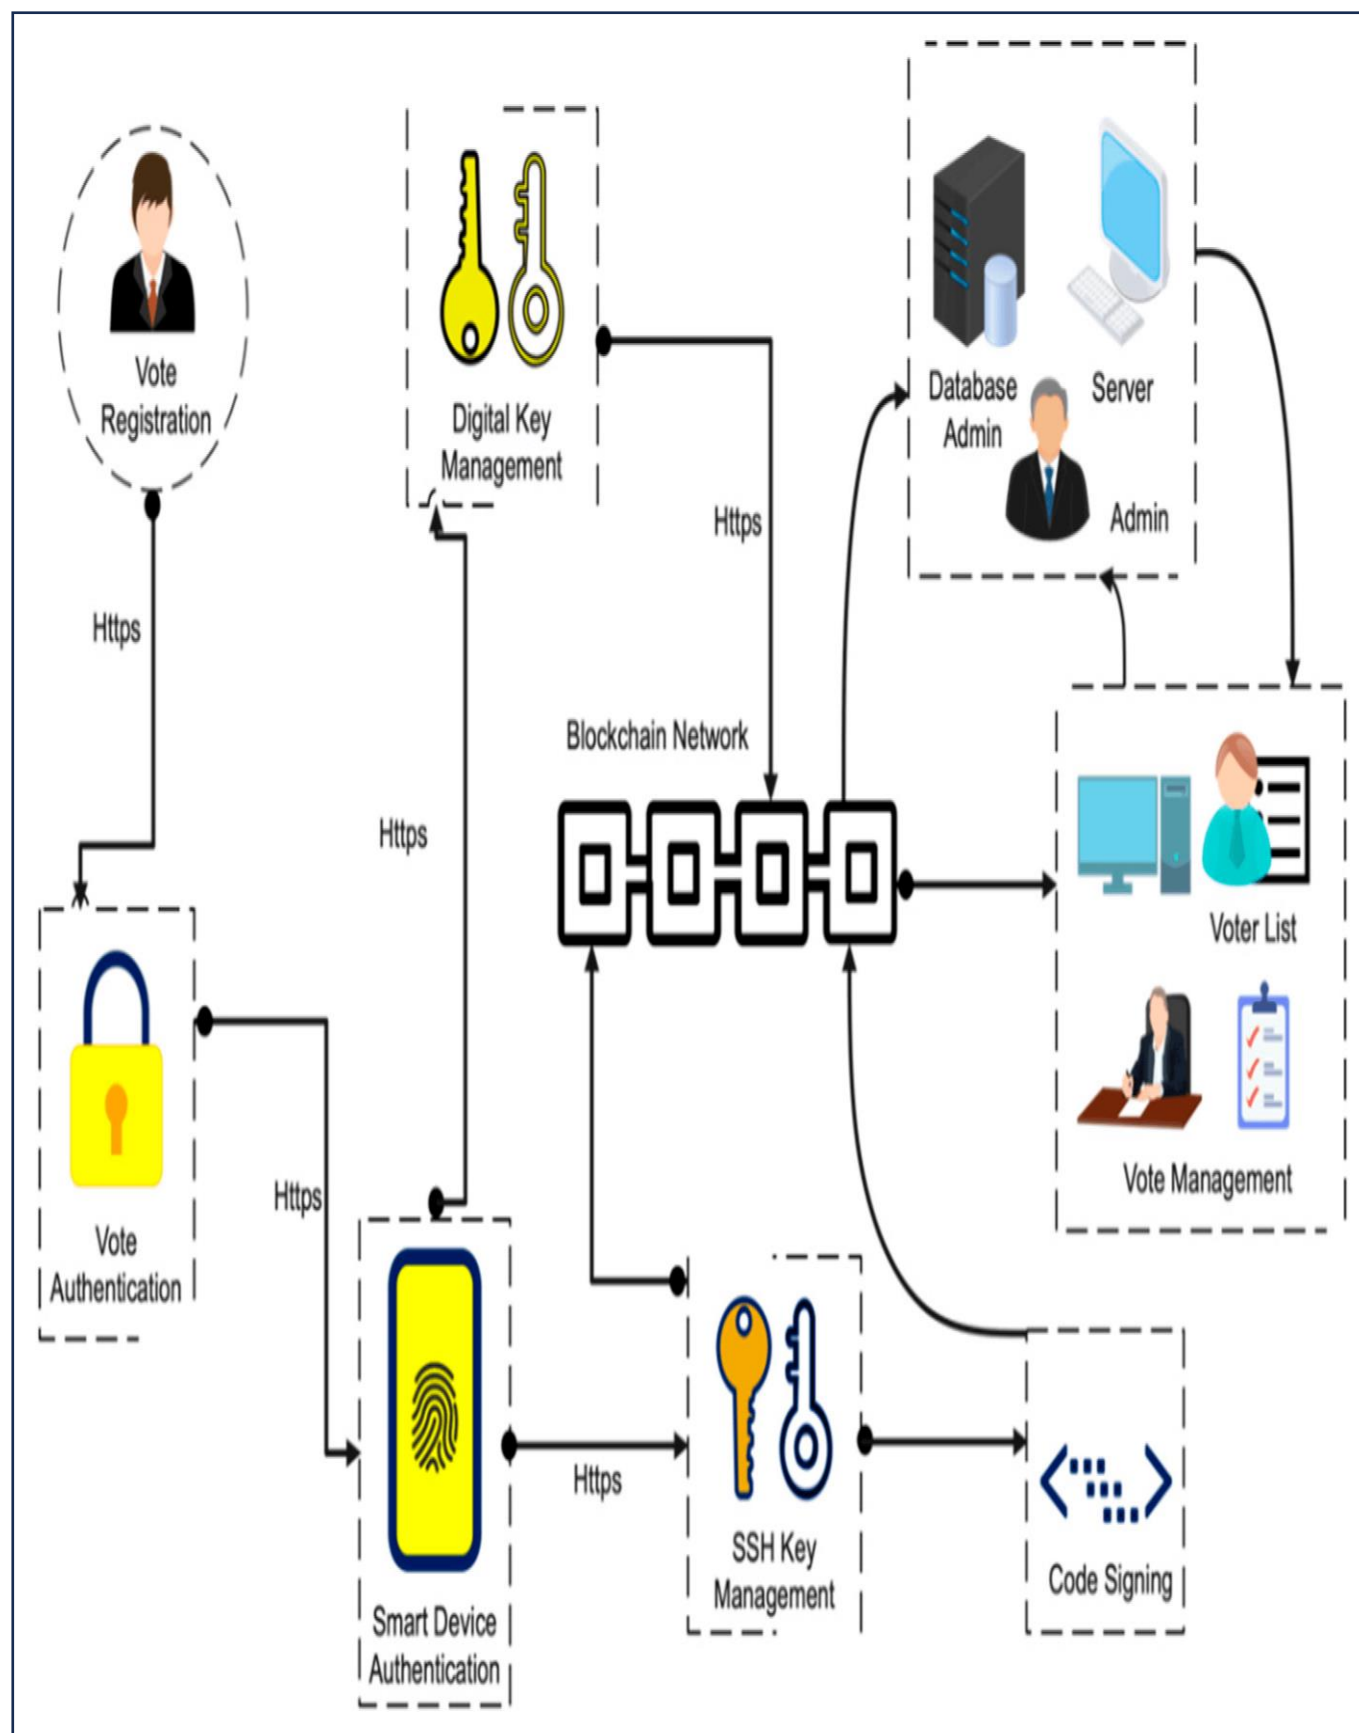 Vote
Registration
Digital Key
Management
Database
Admin
Server
Admin
Https
Https
Blockchain Network
Https
Voter List
Vote Management
Https
Vote
Authentication
Https
SSH Key
Management
Code Signing
Smart Device
Authentication